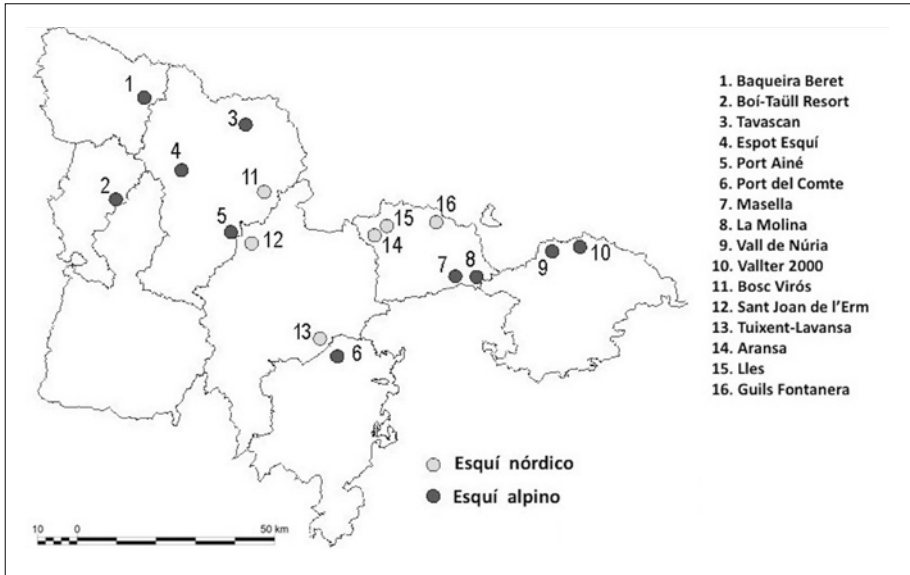 1
2
3
4
5
6
7
8
9
10
11
12
13
14
15
16
1. Baqueira Beret
2. Boí-Taüll Resort
3. Tavascan
4. Espot Esquí
5. Port Ainé
6. Port del Comte
7. Masella
8. La Molina
9. Vall de Núria
10. Vallter 2000
11. Bosc Virós
12. Sant Joan de l'Erm
13. Tuixent-Lavansa
14. Aransa
15. Lles
16. Guils Fontanera
Esquí nórdico
Esquí alpino
10 0 50 km